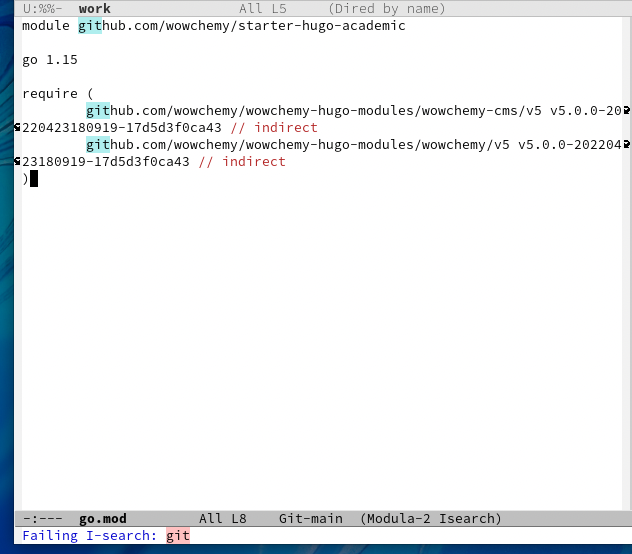 U:%%-  work                All L5     (Dired by name)
module github.com/wowchemy/starter-hugo-academic
go 1.15
require (
        github.com/wowchemy/wowchemy-hugo-modules/wowchemy-cms/v5 v5.0.0-20
220423180919-17d5d3f0ca43 // indirect
        github.com/wowchemy/wowchemy-hugo-modules/wowchemy/v5 v5.0.0-202204
23180919-17d5d3f0ca43 // indirect
)
-:---  go.mod         All L8    Git-main  (Modula-2 Isearch)
Failing I-search: git